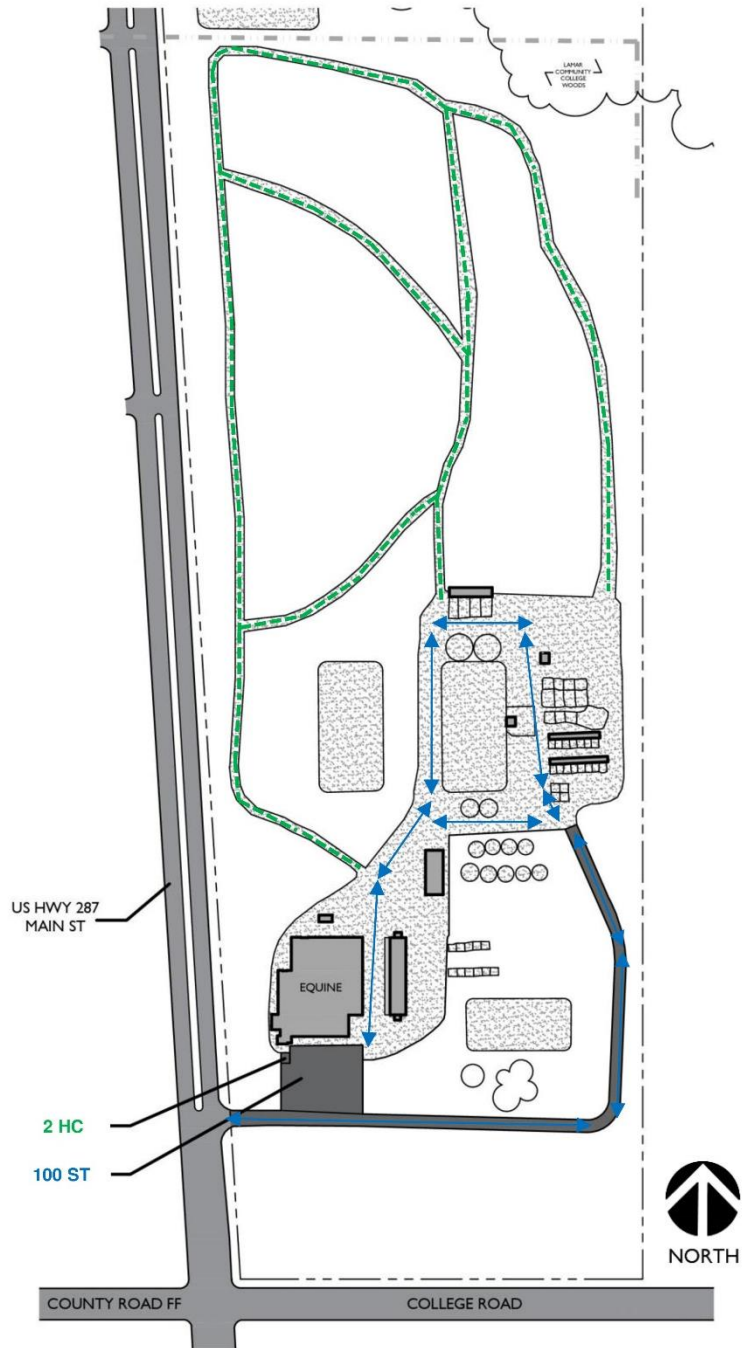 LAMAR
COMMUNITY
COLLEGE
WOODS
US HWY 287
MAIN ST
EQUINE
2 HC
100 ST
NORTH
COUNTY ROAD FF
COLLEGE ROAD